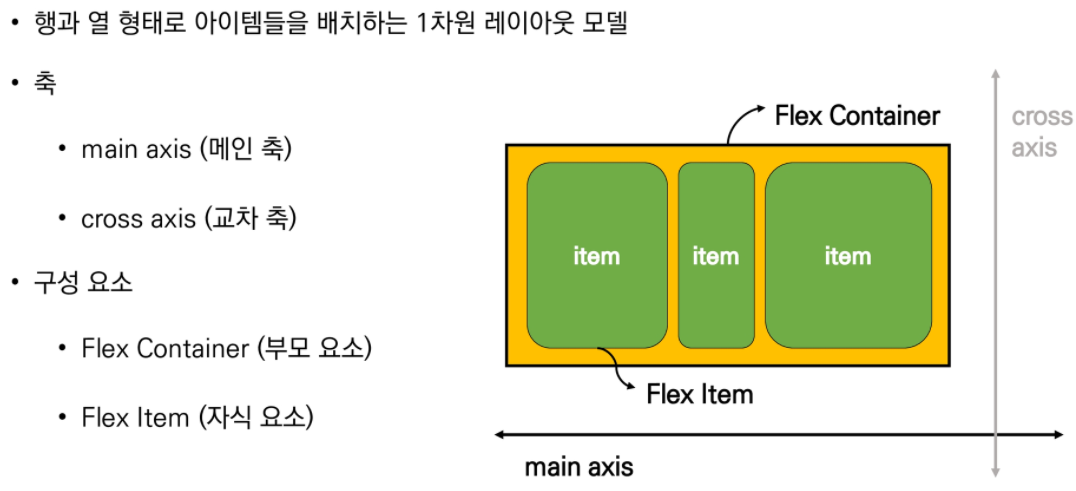 • 행과 열 형태로 아이템들을 배치하는 1차원 레이아웃 모델
• 축
• main axis (메인 축)
• cross axis (교차 축)
• 구성 요소
• Flex Container (부모 요소)
• Flex Item (자식 요소)
Flex Container
cross
axis
item
item
item
Flex Item
main axis